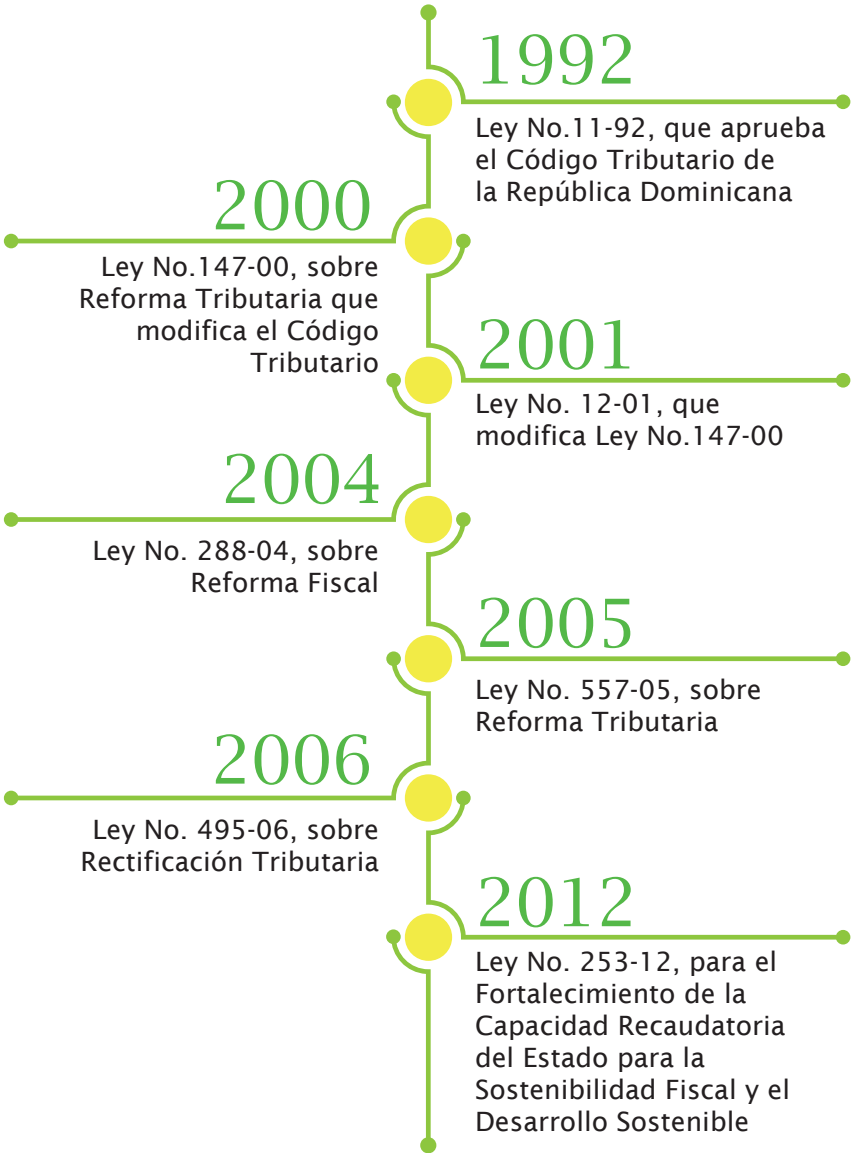 1992
Ley No.11-92, que aprueba
el Código Tributario de
la República Dominicana
2000
Ley No.147-00, sobre
Reforma Tributaria que
modifica el Código
Tributario
2001
Ley No. 12-01, que
modifica Ley No.147-00
2004
Ley No. 288-04, sobre
Reforma Fiscal
2005
Ley No. 557-05, sobre
Reforma Tributaria
2006
Ley No. 495-06, sobre
Rectificación Tributaria
2012
Ley No. 253-12, para el
Fortalecimiento de la
Capacidad Recaudatoria
del Estado para la
Sostenibilidad Fiscal y el
Desarrollo Sostenible